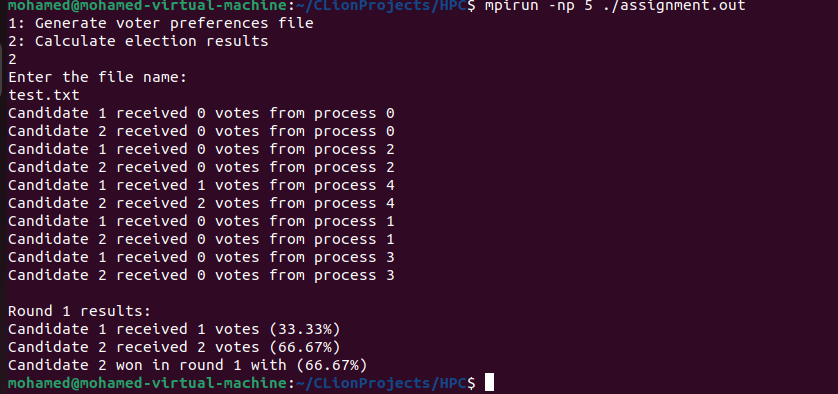 mohamed@mohamed-virtual-machine:~/CLionProjects/HPC$ mpirun -np 5 ./assignment.out
1: Generate voter preferences file
2: Calculate election results
2
Enter the file name:
test.txt
Candidate 1 received 0 votes from process 0
Candidate 2 received 0 votes from process 0
Candidate 1 received 0 votes from process 2
Candidate 2 received 0 votes from process 2
Candidate 1 received 1 votes from process 4
Candidate 2 received 2 votes from process 4
Candidate 1 received 0 votes from process 1
Candidate 2 received 0 votes from process 1
Candidate 1 received 0 votes from process 3
Candidate 2 received 0 votes from process 3

Round 1 results:
Candidate 1 received 1 votes (33.33%)
Candidate 2 received 2 votes (66.67%)
Candidate 2 won in round 1 with (66.67%)
mohamed@mohamed-virtual-machine:~/CLionProjects/HPC$